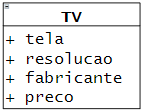 TV
+ tela
+ resolucao
+ fabricante
+ preco